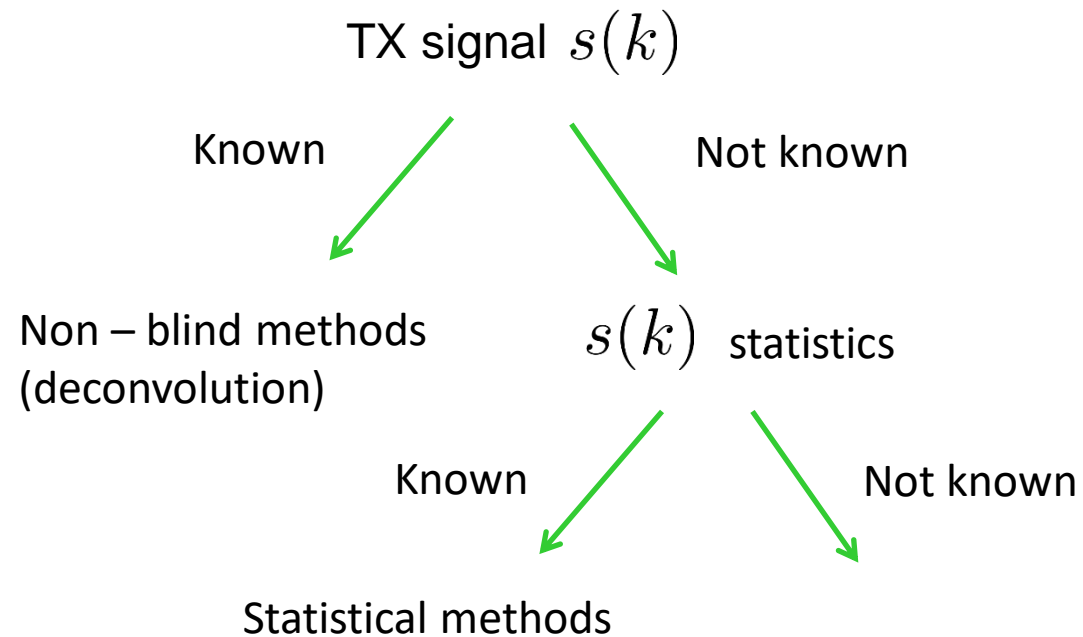 TX signal s(k)
Known
Not known
Non – blind methods
(deconvolution)
s(k) statistics
Known
Not known
Statistical methods